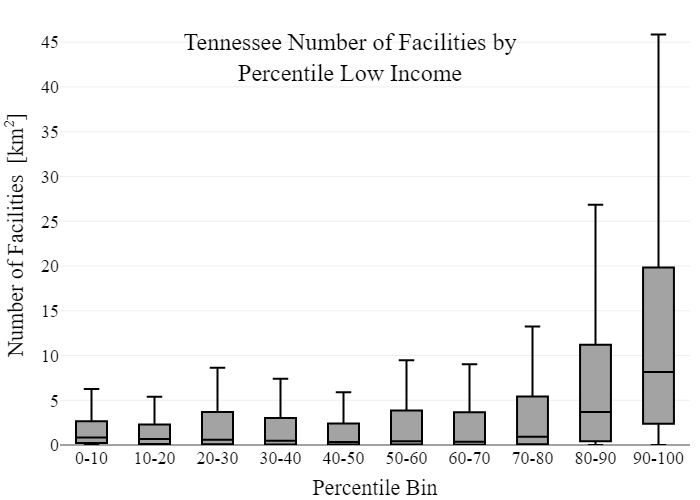 Tennessee Number of Facilities by
Percentile Low Income
Number of Facilities [km²]
45
40
35
30
25
20
15
10
5
0
0-10 10-20 20-30 30-40 40-50 50-60 60-70 70-80 80-90 90-100
Percentile Bin